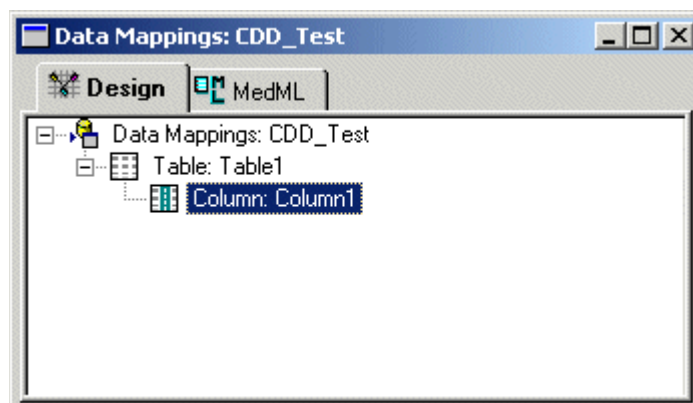 Data Mappings: CDD_Test
Design MedML
Data Mappings: CDD_Test
Table: Table1
Column: Column1